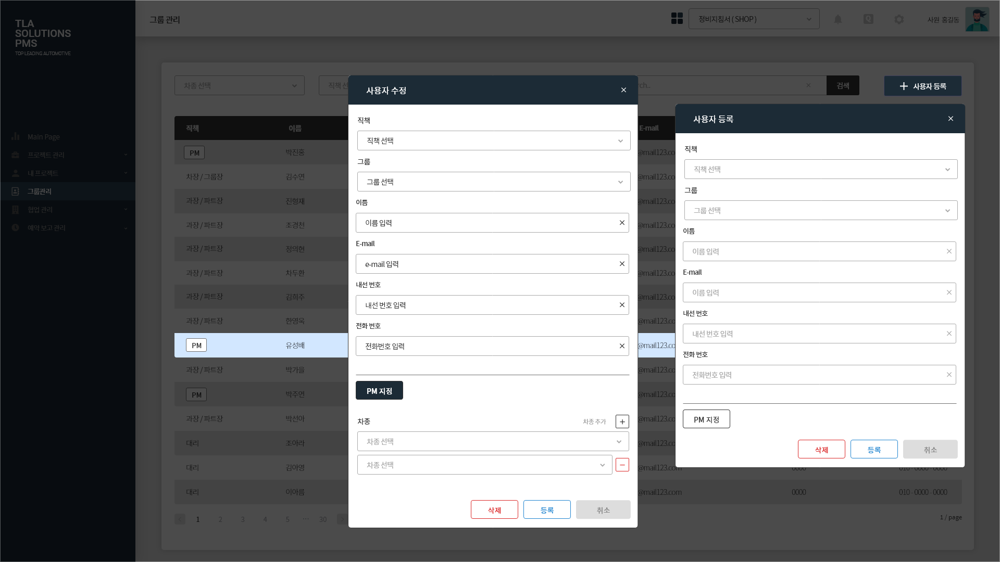 TLA
SOLUTIONS
PMS
TOP LEADING AUTOMOTIVE
그룹 관리
정비지침서 ( SHOP )
사원 홍길동
Main Page
프로젝트 관리
내 프로젝트
그룹관리
협업 관리
예약 보고 관리
차종 선택
직책 선
rch..
검색
사용자 등록
직책
이름
E-mail
PM
박진홍
@mail123.co
차장 / 그룹장
김수연
@mail123.co
과장 / 파트장
진형재
@mail123.co
과장 / 파트장
조경천
@mail123.co
과장 / 파트장
정의현
@mail123.co
과장 / 파트장
차두환
@mail123.co
과장 / 파트장
김희주
@mail123.co
과장 / 파트장
한영욱
@mail123.co
PM
유성배
@mail123.co
과장 / 파트장
박가을
@mail123.co
PM
박주연
@mail123.co
과장 / 파트장
박선아
@mail123.co
대리
조아라
@mail123.co
대리
김아영
@mail123.com
0000
010 - 0000 - 0000
대리
이아름
@mail123.com
0000
010 - 0000 - 0000
1 2 3 4 5 ··· 30
1 / page
사용자 수정
직책
직책 선택
그룹
그룹 선택
이름
이름 입력
E-mail
e-mail 입력
내선 번호
내선 번호 입력
전화 번호
전화번호 입력
PM 지정
차종
차종 추가
차종 선택
차종 선택
삭제
등록
취소
사용자 등록
직책
직책 선택
그룹
그룹 선택
이름
이름 입력
E-mail
이름 입력
내선 번호
내선 번호 입력
전화 번호
전화번호 입력
PM 지정
삭제
등록
취소